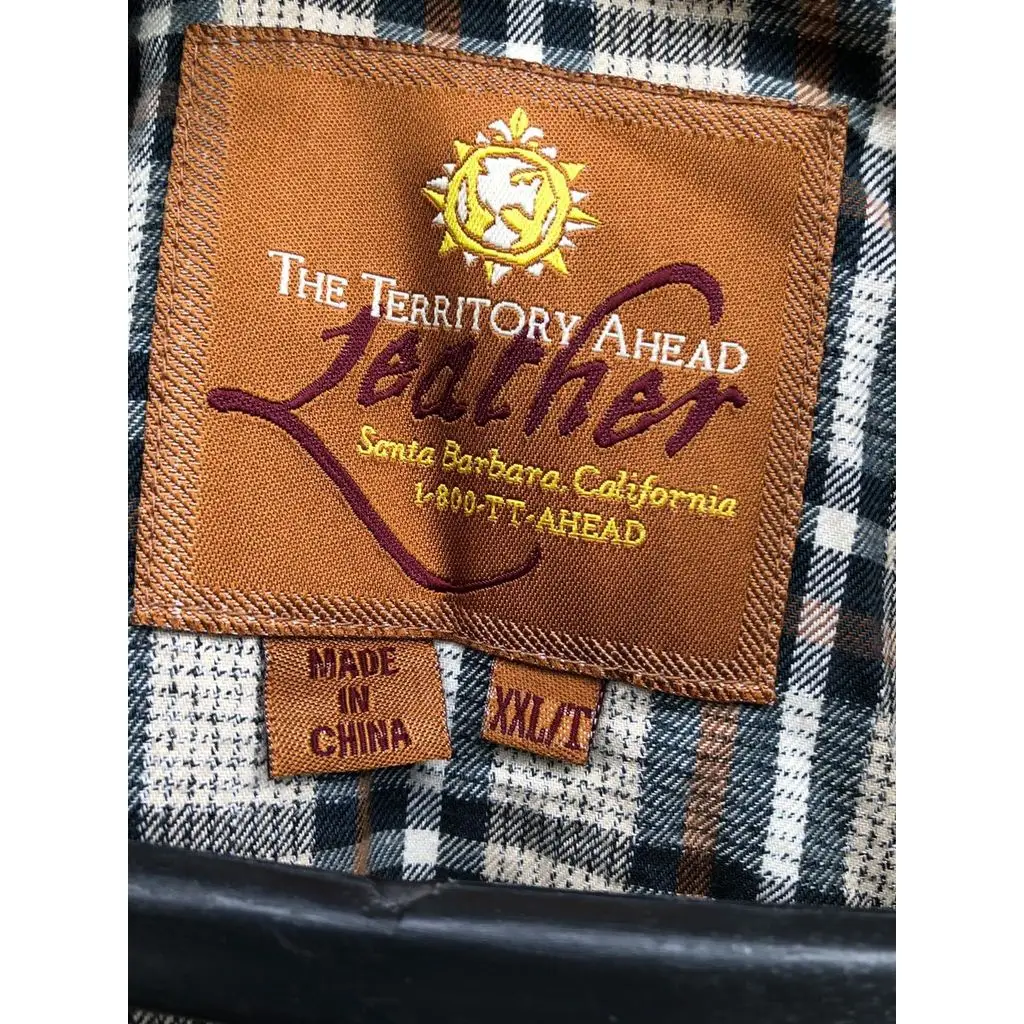 THE TERRITORY AHEAD
Leather
Santa Barbara, California
1-800-TT-AHEAD
MADE
IN
CHINA
XXL/T